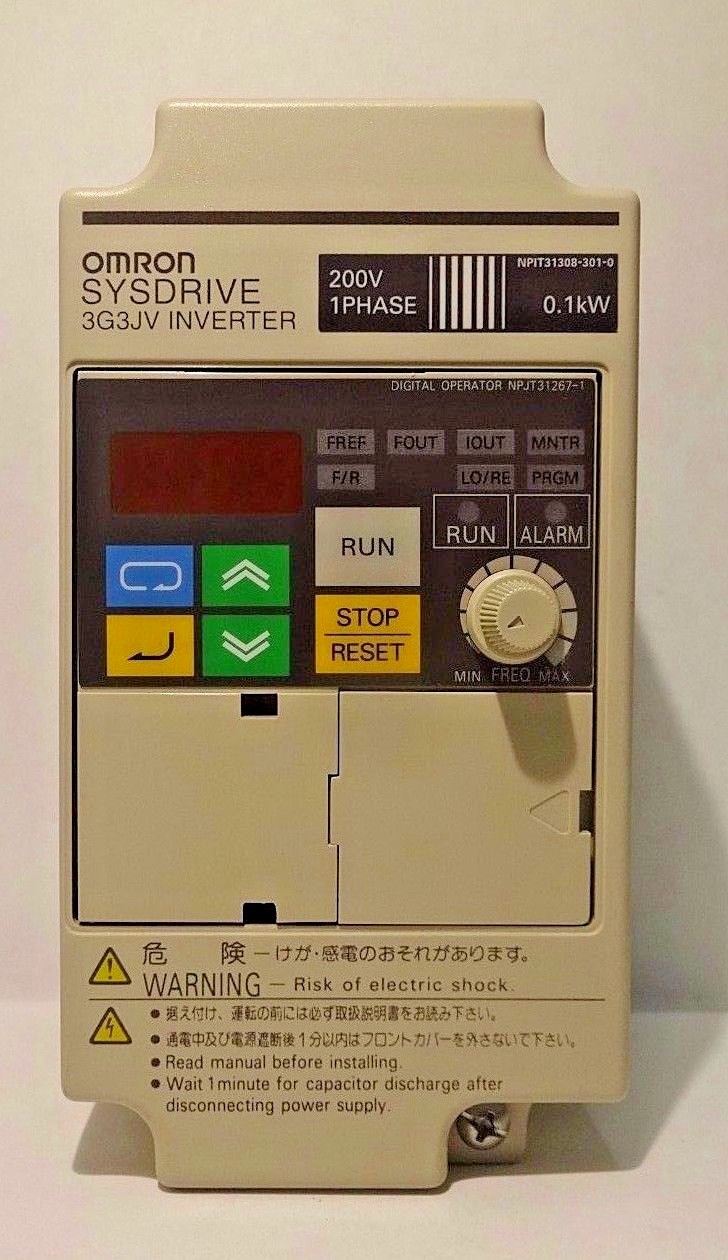 OMRON
SYSDRIVE
3G3JV INVERTER
NPIT31308-301-0
200V
1PHASE
0.1kW
DIGITAL OPERATOR NPJT31267-1
FREF FOUT IOUT MNTR
F/R LO/RE PRGM
RUN
RUN ALARM
STOP
RESET
MIN FREQ MAX
危 険 －けが・感電のおそれがあります。
WARNING － Risk of electric shock.
● 据え付け、運転の前には必ず取扱説明書をお読み下さい。
● 通電中及び電源遮断後1分以内はフロントカバーを外さないで下さい。
● Read manual before installing.
● Wait 1 minute for capacitor discharge after
disconnecting power supply.